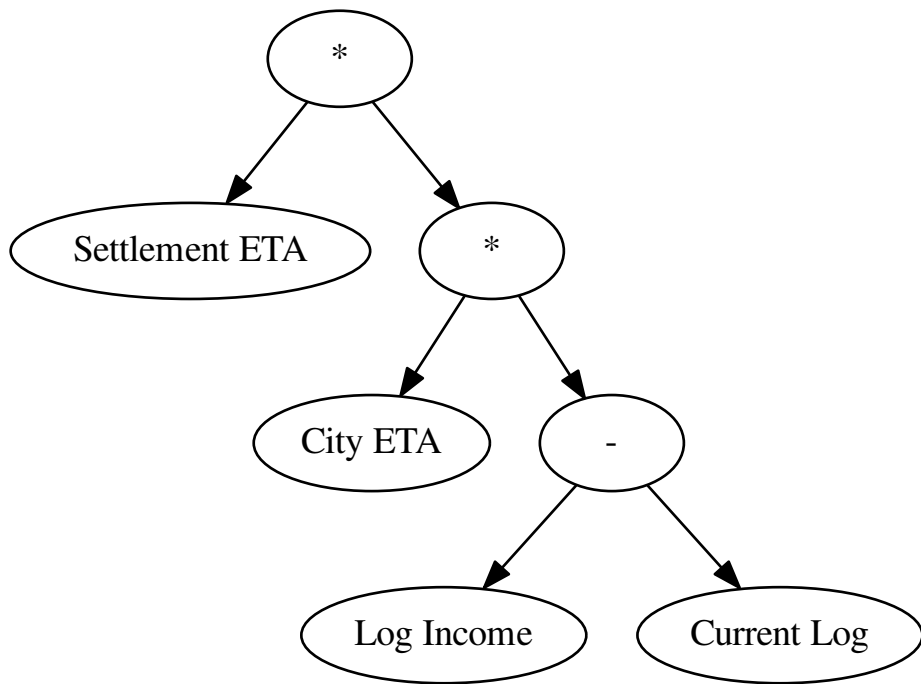 *
Settlement ETA
*
City ETA
-
Log Income
Current Log